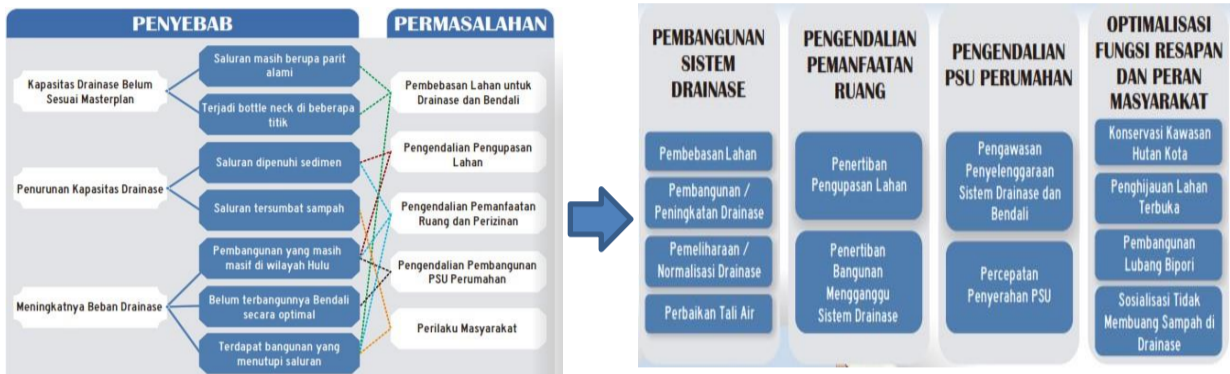 PENYEBAB
PERMASALAHAN
Kapasitas Drainase Belum
Sesuai Masterplan
Penurunan Kapasitas Drainase
Meningkatnya Beban Drainase
Saluran masih berupa parit
alami
Terjadi bottle neck di beberapa
titik
Saluran dipenuhi sedimen
Saluran tersumbat sampah
Pembangunan yang masih
masif di wilayah Hulu
Belum terbangunnya Bendali
secara optimal
Terdapat bangunan yang
menutupi saluran
Pembebasan Lahan untuk
Drainase dan Bendali
Pengendalian Pengupasan
Lahan
Pengendalian Pemanfaatan
Ruang dan Perizinan
Pengendalian Pembangunan
PSU Perumahan
Perilaku Masyarakat
PEMBANGUNAN
SISTEM
DRAINASE
Pembebasan Lahan
Pembangunan /
Peningkatan Drainase
Pemeliharaan /
Normalisasi Drainase
Perbaikan Tali Air
PENGENDALIAN
PEMANFAATAN
RUANG
Penertiban
Pengupasan Lahan
Penertiban
Bangunan
Mengganggu
Sistem Drainase
PENGENDALIAN
PSU PERUMAHAN
Pengawasan
Penyelenggaraan
Sistem Drainase dan
Bendali
Percepatan
Penyerahan PSU
OPTIMALISASI
FUNGSI RESAPAN
DAN PERAN
MASYARAKAT
Konservasi Kawasan
Hutan Kota
Penghijauan Lahan
Terbuka
Pembangunan
Lubang Bipori
Sosialisasi Tidak
Membuang Sampah di
Drainase